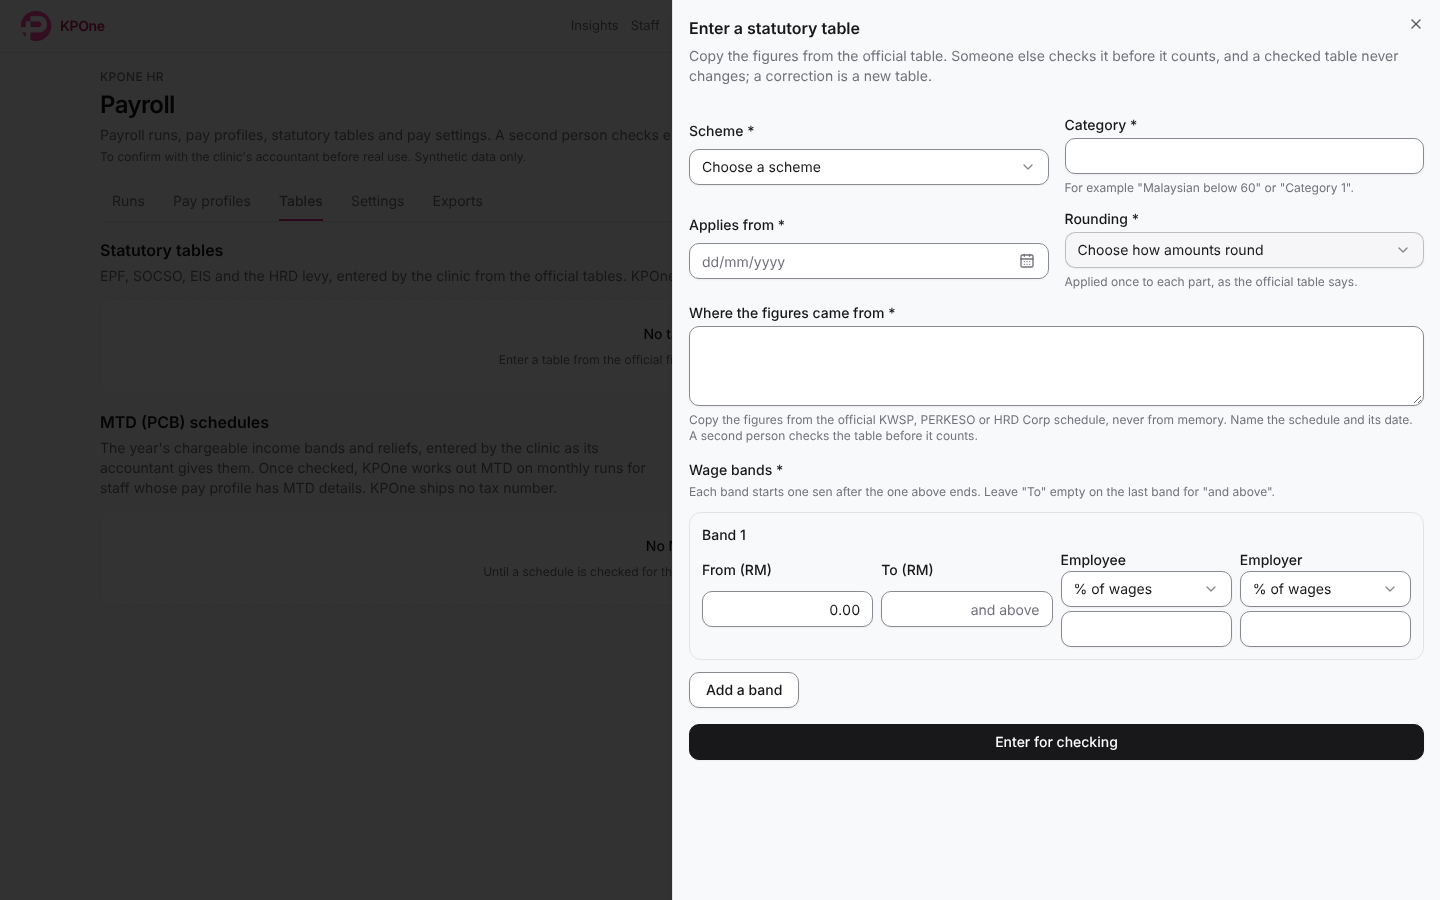 KPOne
Insights Staff
KPONE HR
Payroll
Payroll runs, pay profiles, statutory tables and pay settings. A second person checks e
To confirm with the clinic's accountant before real use. Synthetic data only.
Runs Pay profiles Tables Settings Exports
Statutory tables
EPF, SOCSO, EIS and the HRD levy, entered by the clinic from the official tables. KPOne
No t
Enter a table from the official fi
MTD (PCB) schedules
The year's chargeable income bands and reliefs, entered by the clinic as its
accountant gives them. Once checked, KPOne works out MTD on monthly runs for
staff whose pay profile has MTD details. KPOne ships no tax number.
No M
Until a schedule is checked for th
Enter a statutory table
Copy the figures from the official table. Someone else checks it before it counts, and a checked table never
changes; a correction is a new table.
Scheme *
Choose a scheme
Category *
For example "Malaysian below 60" or "Category 1".
Applies from *
dd/mm/yyyy
Rounding *
Choose how amounts round
Applied once to each part, as the official table says.
Where the figures came from *
Copy the figures from the official KWSP, PERKESO or HRD Corp schedule, never from memory. Name the schedule and its date.
A second person checks the table before it counts.
Wage bands *
Each band starts one sen after the one above ends. Leave "To" empty on the last band for "and above".
Band 1
From (RM) To (RM) Employee Employer
0.00 and above % of wages % of wages
Add a band
Enter for checking